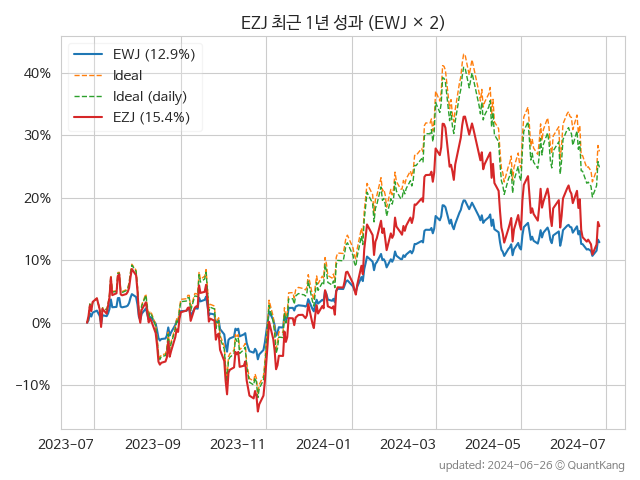 EZJ 최근 1년 성과 (EWJ × 2)
EWJ (12.9%)
Ideal
Ideal (daily)
EZJ (15.4%)
40%
30%
20%
10%
0%
−10%
2023-07 2023-09 2023-11 2024-01 2024-03 2024-05 2024-07
updated: 2024-06-26 ⓒ QuantKang